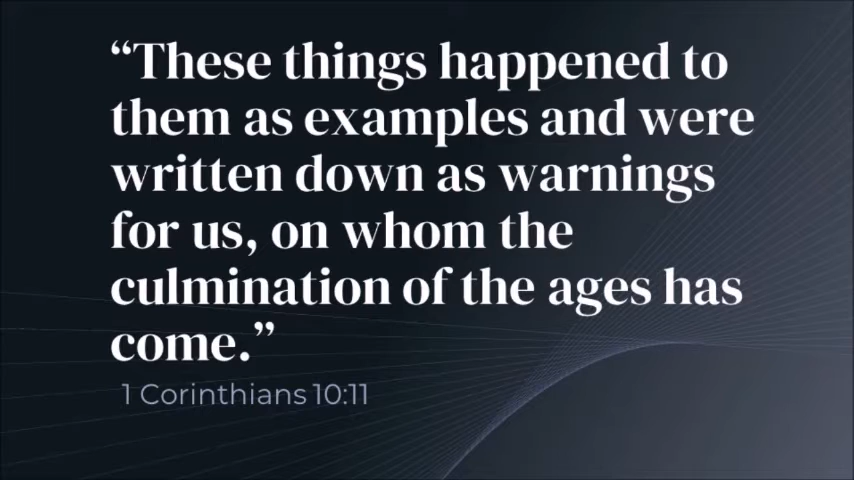 “These things happened to
them as examples and were
written down as warnings
for us, on whom the
culmination of the ages has
come.”
1 Corinthians 10:11